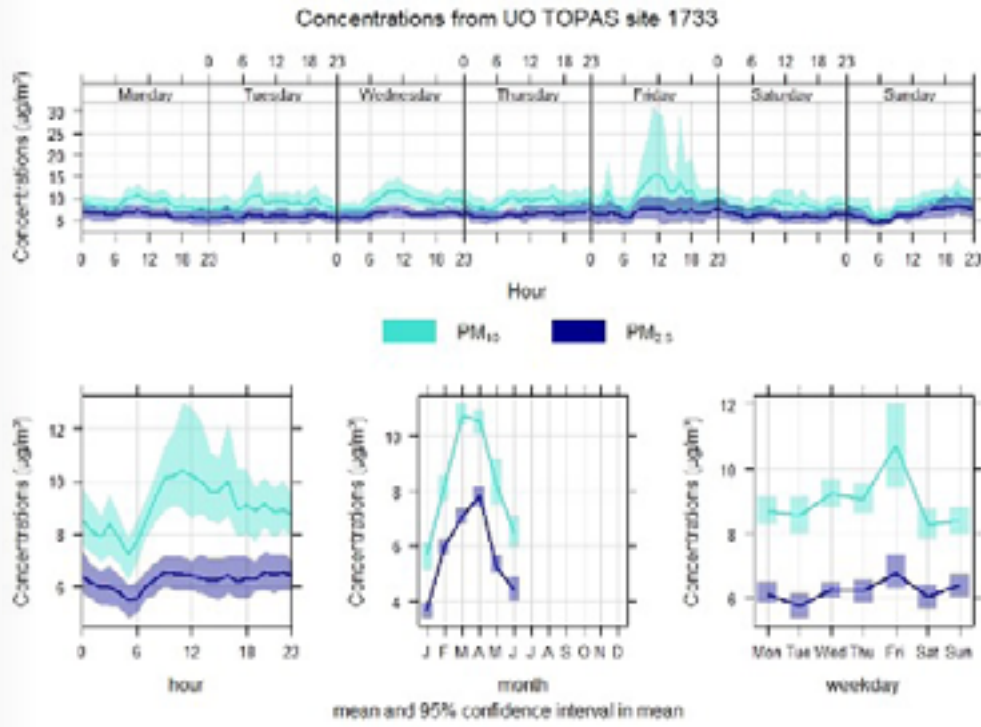 Concentrations from UO TOPAS site 1733
0 6 12 18 23 0 6 12 18 23 0 6 12 18 23
Monday Tuesday Wednesday Thursday Friday Saturday Sunday
Concentrations (µg/m³)
30
25
20
15
10
5
0 6 12 18 23 0 6 12 18 23 0 6 12 18 23 0 6 12 18 23
Hour
PM₁₀ PM₂.₅
Concentrations (µg/m³)
12
10
8
6
0 6 12 18 23
hour
Concentrations (µg/m³)
10
8
6
4
J F M A M J J A S O N D
month
Concentrations (µg/m³)
12
10
8
6
Mon Tue Wed Thu Fri Sat Sun
weekday
mean and 95% confidence interval in mean